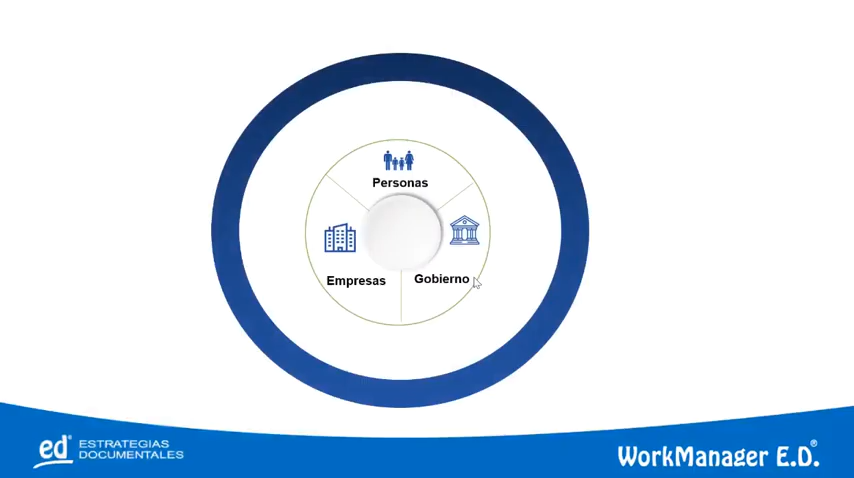 Personas
Empresas
Gobierno
ed®
ESTRATEGIAS
DOCUMENTALES
WorkManager E.D.®